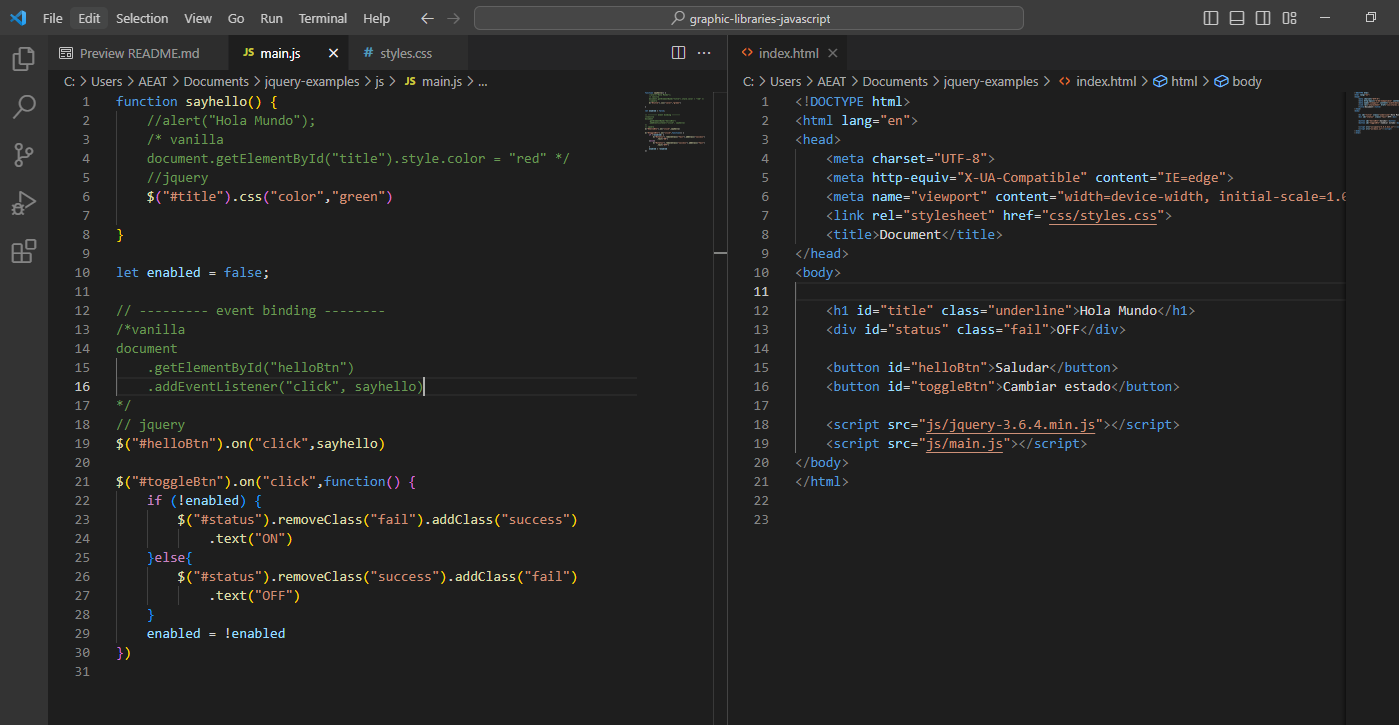 File Edit Selection View Go Run Terminal Help
graphic-libraries-javascript
Preview README.md
JS main.js
# styles.css
C: > Users > AEAT > Documents > jquery-examples > js > JS main.js > ...
1 function sayhello() {
2 //alert("Hola Mundo");
3 /* vanilla
4 document.getElementById("title").style.color = "red" */
5 //jquery
6 $("#title").css("color","green")
7
8 }
9
10 let enabled = false;
11
12 // --------- event binding --------
13 /*vanilla
14 document
15 .getElementById("helloBtn")
16 .addEventListener("click", sayhello)
17 */
18 // jquery
19 $("#helloBtn").on("click",sayhello)
20
21 $("#toggleBtn").on("click",function() {
22 if (!enabled) {
23 $("#status").removeClass("fail").addClass("success")
24 .text("ON")
25 }else{
26 $("#status").removeClass("success").addClass("fail")
27 .text("OFF")
28 }
29 enabled = !enabled
30 })
31
<> index.html
C: > Users > AEAT > Documents > jquery-examples > <> index.html > html > body
1 <!DOCTYPE html>
2 <html lang="en">
3 <head>
4 <meta charset="UTF-8">
5 <meta http-equiv="X-UA-Compatible" content="IE=edge">
6 <meta name="viewport" content="width=device-width, initial-scale=1.0
7 <link rel="stylesheet" href="css/styles.css">
8 <title>Document</title>
9 </head>
10 <body>
11
12 <h1 id="title" class="underline">Hola Mundo</h1>
13 <div id="status" class="fail">OFF</div>
14
15 <button id="helloBtn">Saludar</button>
16 <button id="toggleBtn">Cambiar estado</button>
17
18 <script src="js/jquery-3.6.4.min.js"></script>
19 <script src="js/main.js"></script>
20 </body>
21 </html>
22
23